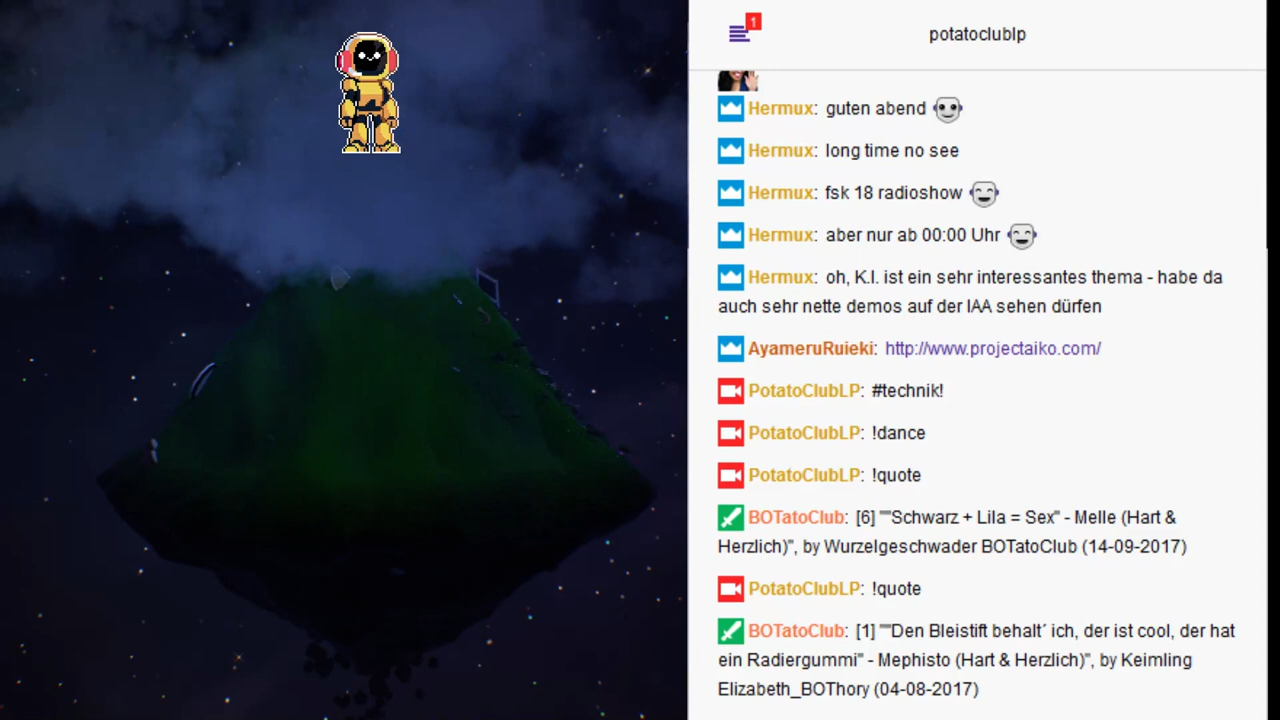 1
potatoclublp
Hermux: guten abend
Hermux: long time no see
Hermux: fsk 18 radioshow
Hermux: aber nur ab 00:00 Uhr
Hermux: oh, K.I. ist ein sehr interessantes thema - habe da
auch sehr nette demos auf der IAA sehen dürfen
AyameruRuieki: http://www.projectaiko.com/
PotatoClubLP: #technik!
PotatoClubLP: !dance
PotatoClubLP: !quote
BOTatoClub: [6] ""Schwarz + Lila = Sex" - Melle (Hart &
Herzlich)", by Wurzelgeschwader BOTatoClub (14-09-2017)
PotatoClubLP: !quote
BOTatoClub: [1] ""Den Bleistift behalt´ ich, der ist cool, der hat
ein Radiergummi" - Mephisto (Hart & Herzlich)", by Keimling
Elizabeth_BOThory (04-08-2017)